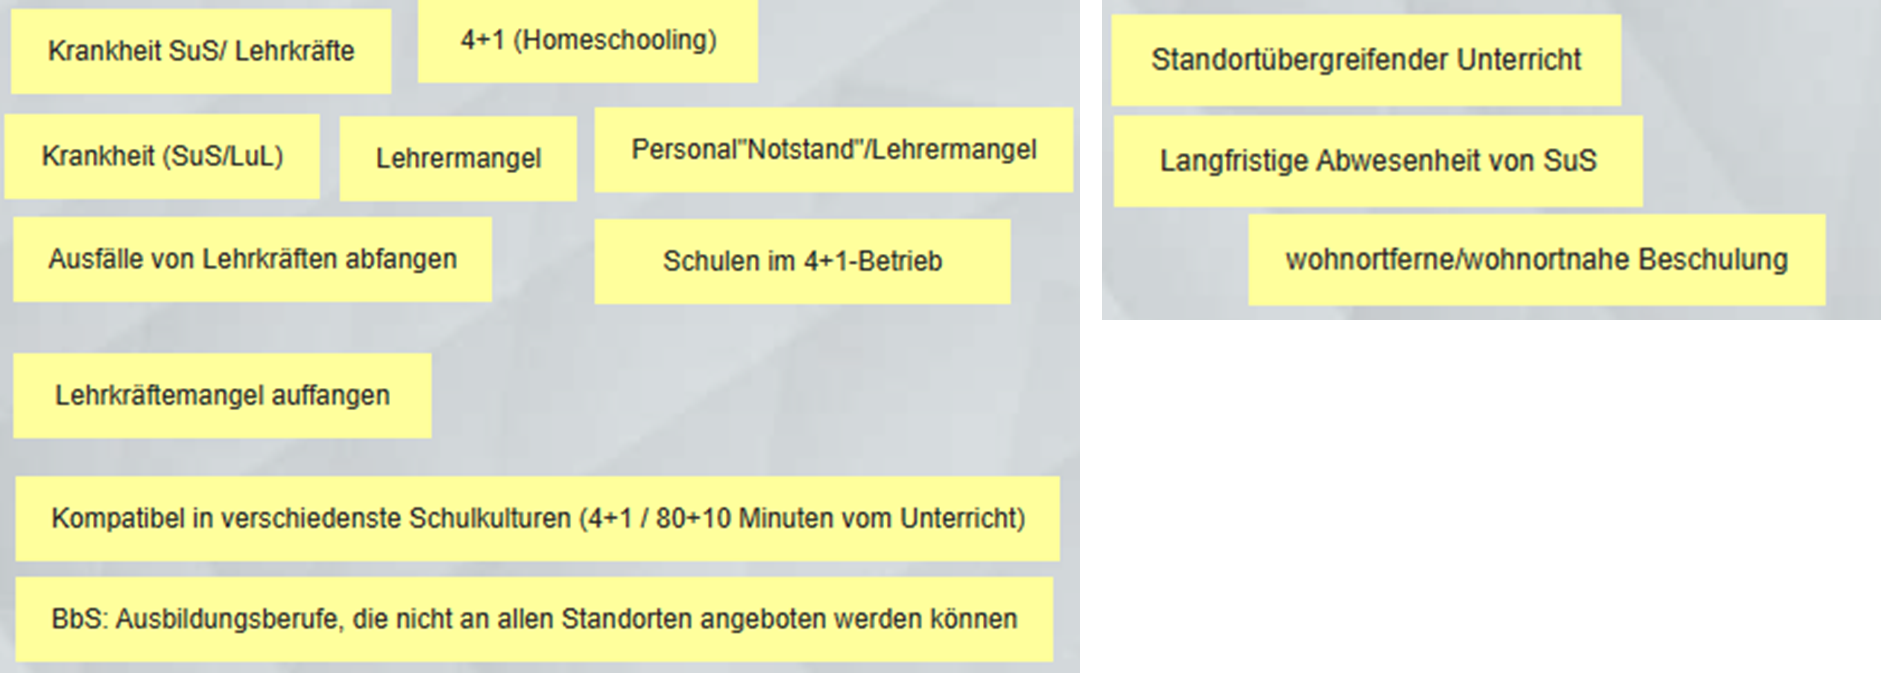 Krankheit SuS/ Lehrkräfte
4+1 (Homeschooling)
Krankheit (SuS/LuL)
Lehrermangel
Personal"Notstand"/Lehrermangel
Ausfälle von Lehrkräften abfangen
Schulen im 4+1-Betrieb
Lehrkräftemangel auffangen
Kompatibel in verschiedenste Schulkulturen (4+1 / 80+10 Minuten vom Unterricht)
BbS: Ausbildungsberufe, die nicht an allen Standorten angeboten werden können
Standortübergreifender Unterricht
Langfristige Abwesenheit von SuS
wohnortferne/wohnortnahe Beschulung